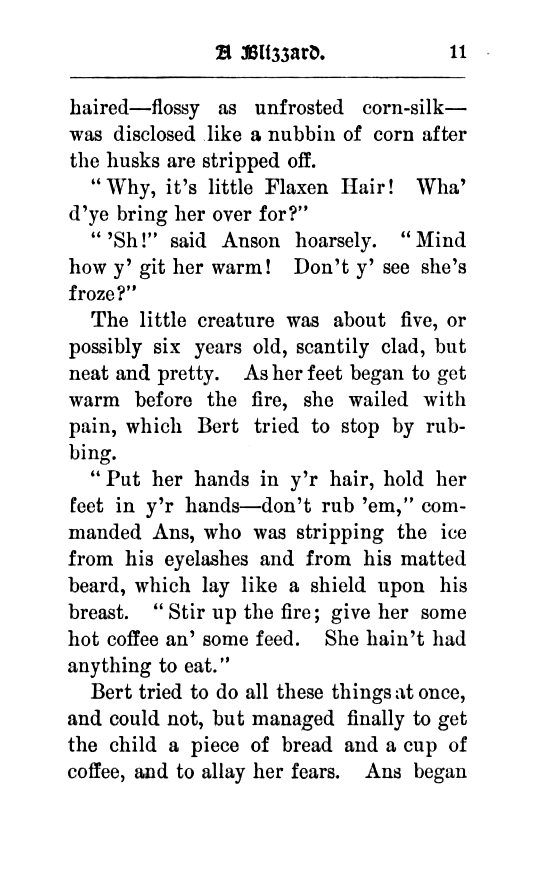 A Blizzard. 11
haired—flossy as unfrosted corn-silk—
was disclosed like a nubbin of corn after
the husks are stripped off.
"Why, it's little Flaxen Hair! Wha'
d'ye bring her over for?"
"'Sh!" said Anson hoarsely. "Mind
how y' git her warm! Don't y' see she's
froze?"
The little creature was about five, or
possibly six years old, scantily clad, but
neat and pretty. As her feet began to get
warm before the fire, she wailed with
pain, which Bert tried to stop by rub-
bing.
"Put her hands in y'r hair, hold her
feet in y'r hands—don't rub 'em," com-
manded Ans, who was stripping the ice
from his eyelashes and from his matted
beard, which lay like a shield upon his
breast. "Stir up the fire; give her some
hot coffee an' some feed. She hain't had
anything to eat."
Bert tried to do all these things at once,
and could not, but managed finally to get
the child a piece of bread and a cup of
coffee, and to allay her fears. Ans began